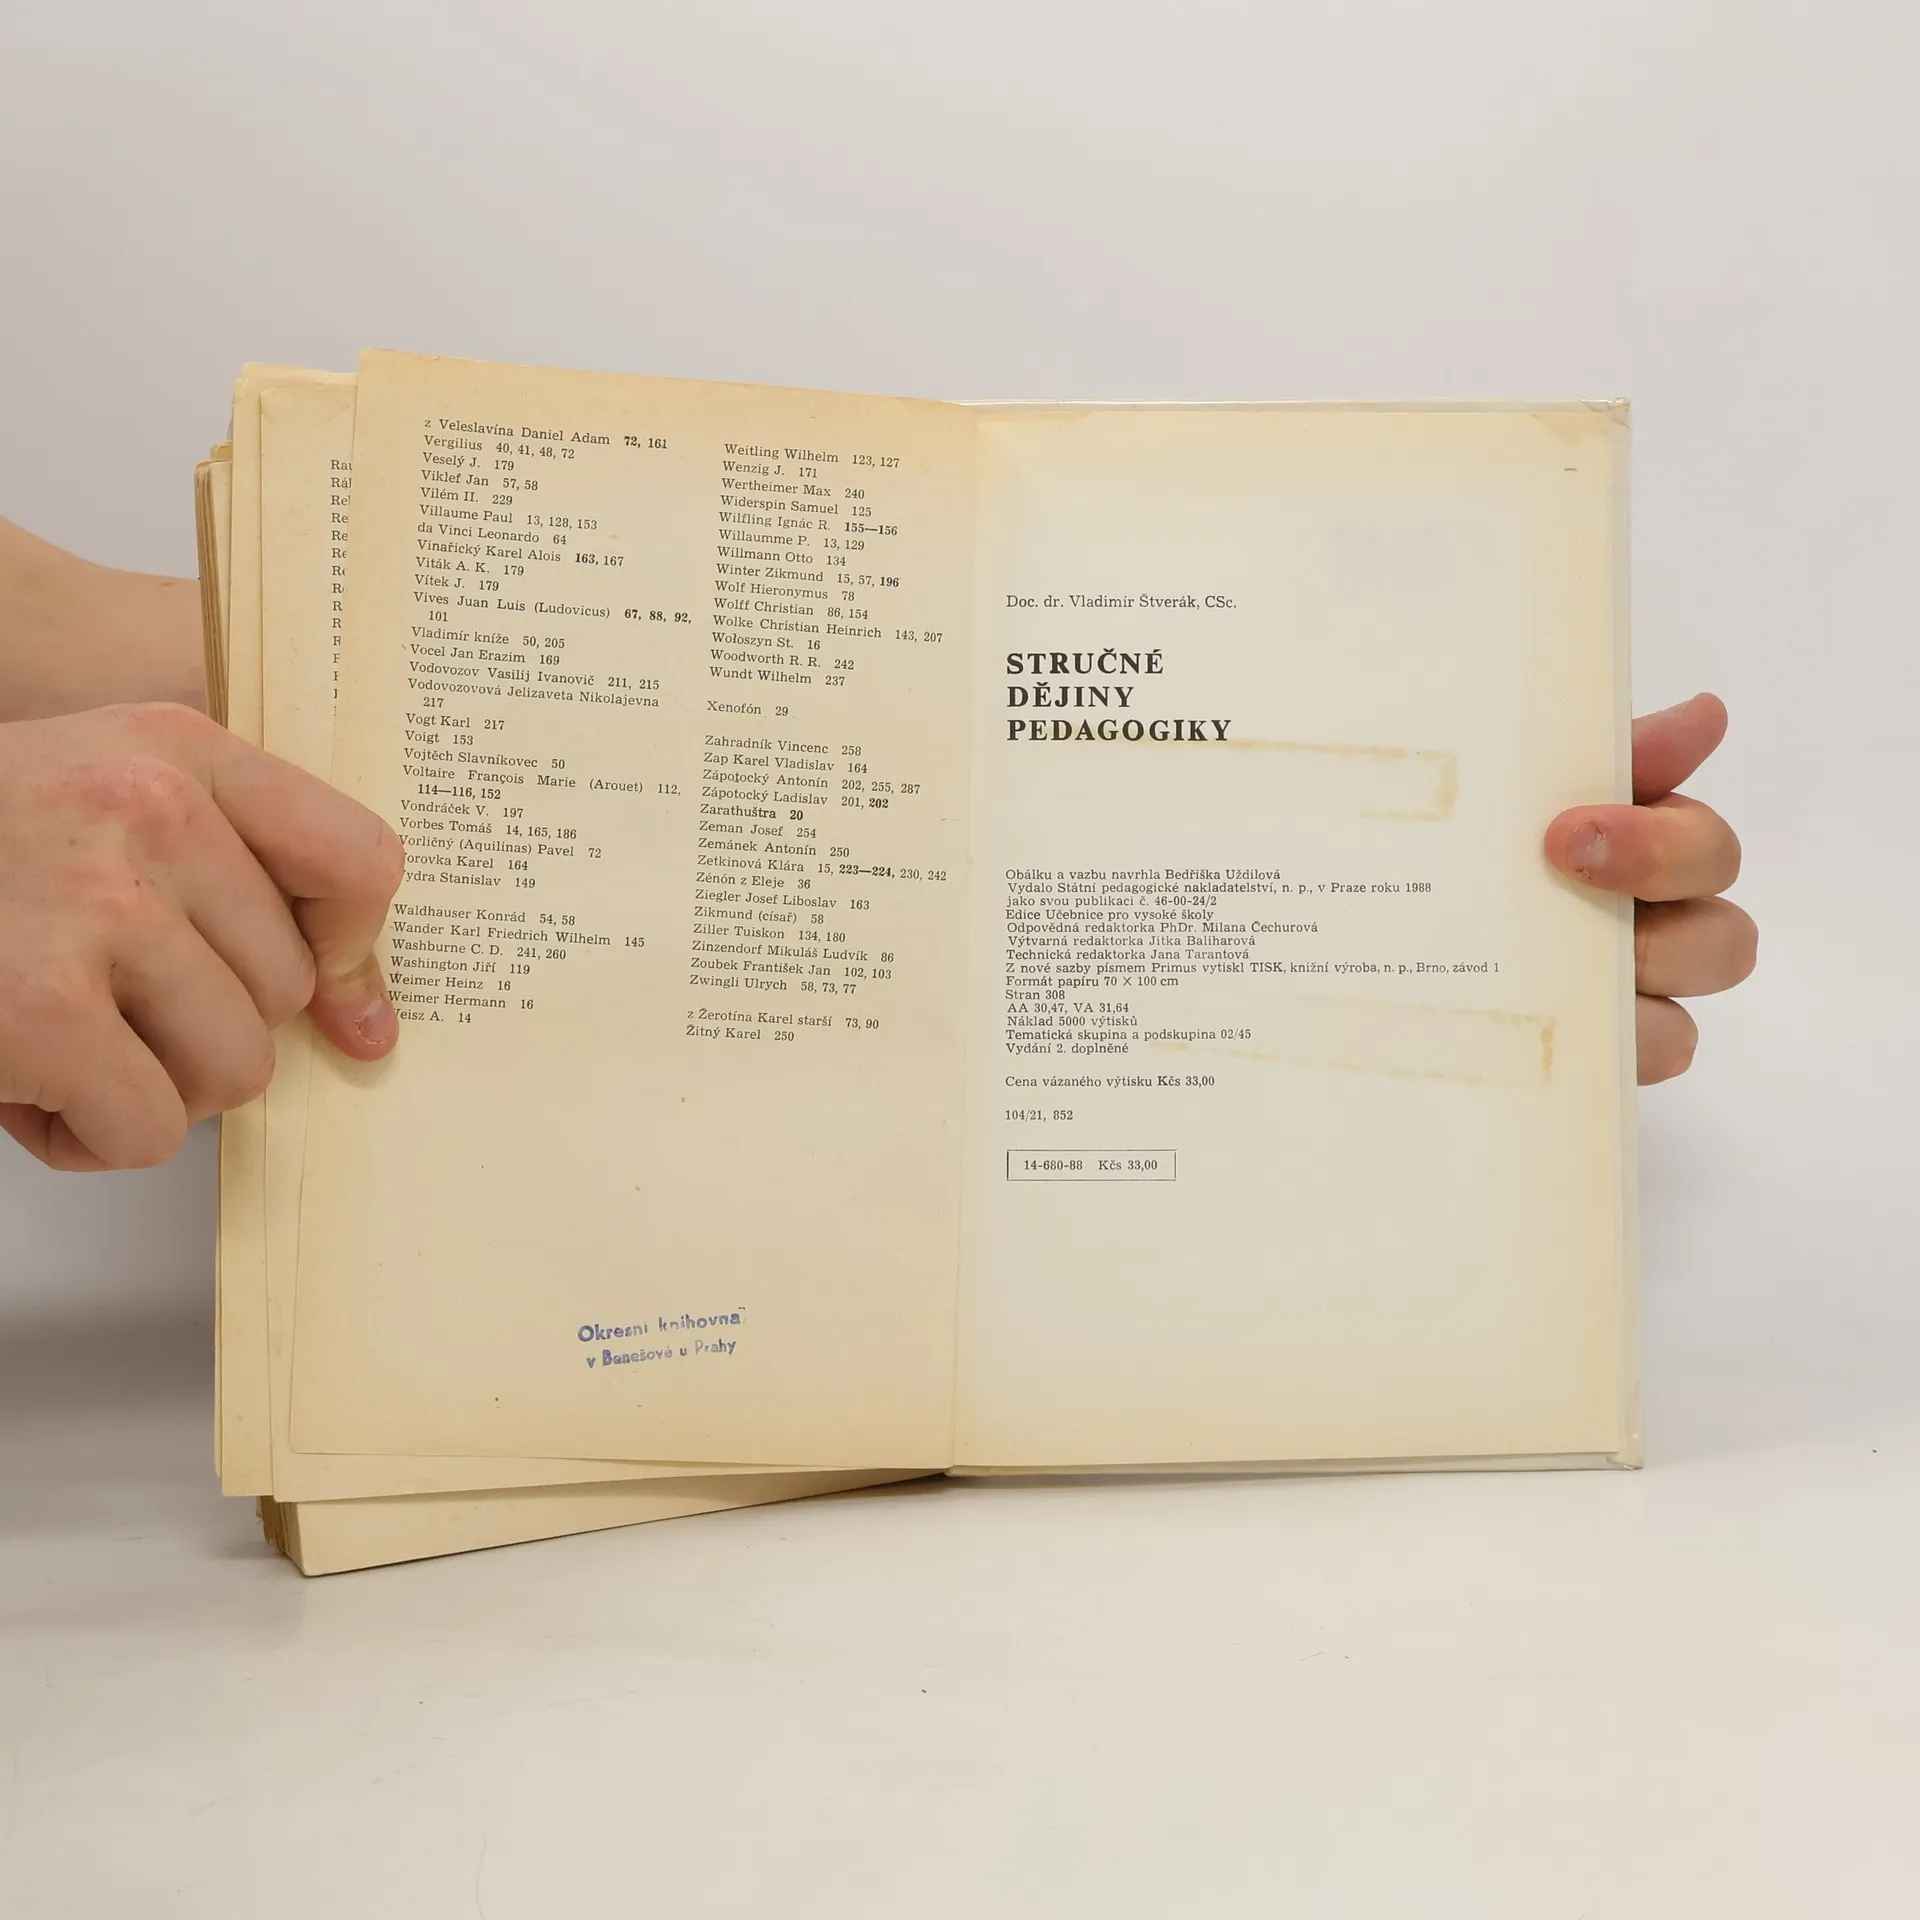 Rau
z Veleslavína Daniel Adam 72, 161
Vergilius 40, 41, 48, 72
Veselý J. 179
Viklef Jan 57, 58
Vilém II. 229
Villaume Paul 13, 128, 153
da Vinci Leonardo 64
Vinařický Karel Alois 163, 167
Viták A. K. 179
Vítek J. 179
Vives Juan Luis (Ludovicus) 67, 88, 92,
101
Vladimír kníže 50, 205
Vocel Jan Erazim 169
Vodovozov Vasilij Ivanovič 211, 215
Vodovozovová Jelizaveta Nikolajevna
217
Vogt Karl 217
Voigt 153
Vojtěch Slavníkovec 50
Voltaire François Marie (Arouet) 112,
114—116, 152
Vondráček V. 197
Vorbes Tomáš 14, 165, 186
Vorličný (Aquilinas) Pavel 72
orovka Karel 164
ydra Stanislav 149
Waldhauser Konrád 54, 58
Wander Karl Friedrich Wilhelm 145
Washburne C. D. 241, 260
Washington Jiří 119
Weimer Heinz 16
Weimer Hermann 16
eisz A. 14
Weitling Wilhelm 123, 127
Wenzig J. 171
Wertheimer Max 240
Widerspin Samuel 125
Wilfling Ignác R. 155—156
Willaumme P. 13, 129
Willmann Otto 134
Winter Zikmund 15, 57, 196
Wolf Hieronymus 78
Wolff Christian 86, 154
Wolke Christian Heinrich 143, 207
Wołoszyn St. 16
Woodworth R. R. 242
Wundt Wilhelm 237
Xenofón 29
Zahradník Vincenc 258
Zap Karel Vladislav 164
Zápotocký Antonín 202, 255, 287
Zápotocký Ladislav 201, 202
Zarathuštra 20
Zeman Josef 254
Zemánek Antonín 250
Zetkinová Klára 15, 223—224, 230, 242
Zénón z Eleje 36
Ziegler Josef Liboslav 163
Zikmund (císař) 58
Ziller Tuiskon 134, 180
Zinzendorf Mikuláš Ludvík 86
Zoubek František Jan 102, 103
Zwingli Ulrych 58, 73, 77
z Žerotína Karel starší 73, 90
Žitný Karel 250
Okresní knihovna
v Benešově u Prahy
Doc. dr. Vladimír Štverák, CSc.
STRUČNÉ
DĚJINY
PEDAGOGIKY
Obálku a vazbu navrhla Bedřiška Uždilová
Vydalo Státní pedagogické nakladatelství, n. p., v Praze roku 1988
jako svou publikaci č. 46-00-24/2
Edice Učebnice pro vysoké školy
Odpovědná redaktorka PhDr. Milana Čechurová
Výtvarná redaktorka Jitka Baliharová
Technická redaktorka Jana Tarantová
Z nové sazby písmem Primus vytiskl TISK, knižní výroba, n. p., Brno, závod 1
Formát papíru 70 × 100 cm
Stran 308
AA 30,47, VA 31,64
Náklad 5000 výtisků
Tematická skupina a podskupina 02/45
Vydání 2. doplněné
Cena vázaného výtisku Kčs 33,00
104/21, 852
14-680-88 Kčs 33,00